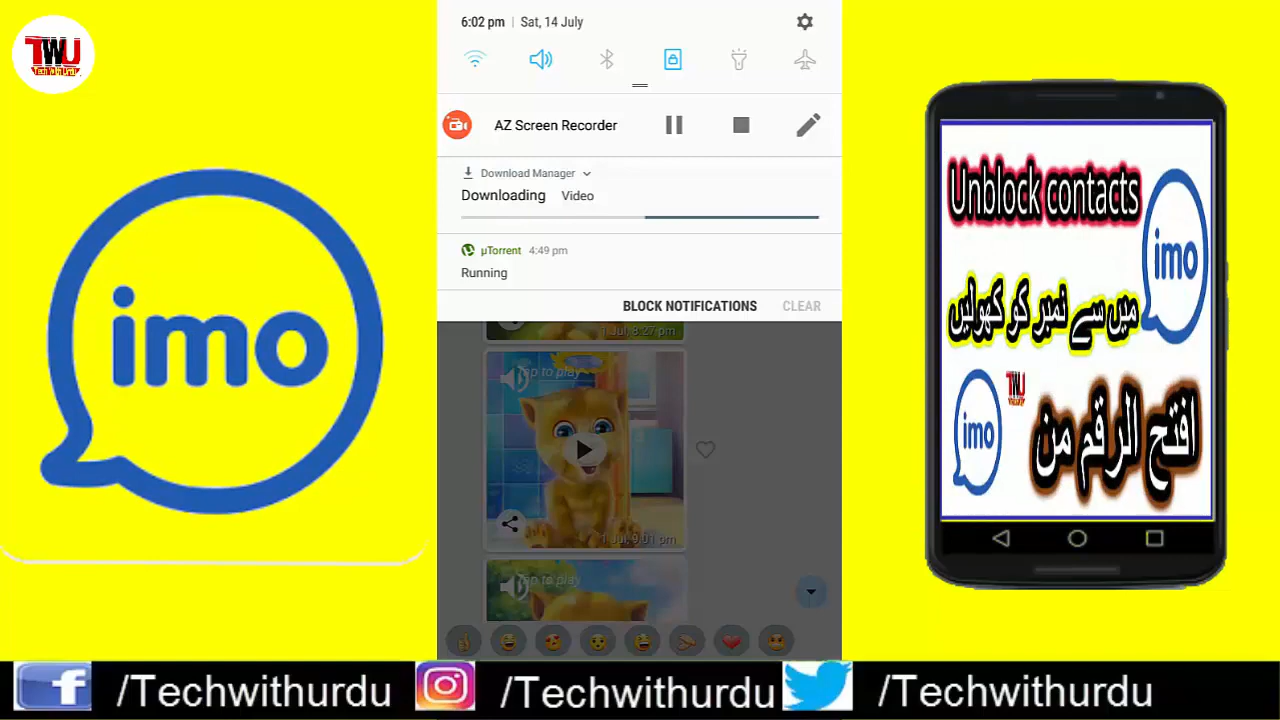 TWU
Tech With Urdu
imo
6:02 pm | Sat, 14 July
AZ Screen Recorder
Download Manager
Downloading Video
µTorrent 4:49 pm
Running
BLOCK NOTIFICATIONS CLEAR
1 Jul, 8:27 pm
Tap to play
1 Jul, 9:01 pm
Tap to play
Unblock contacts
imo
میں سے نمبر کو کھولیں
TWU
imo
افتح الرقم من
/Techwithurdu /Techwithurdu /Techwithurdu